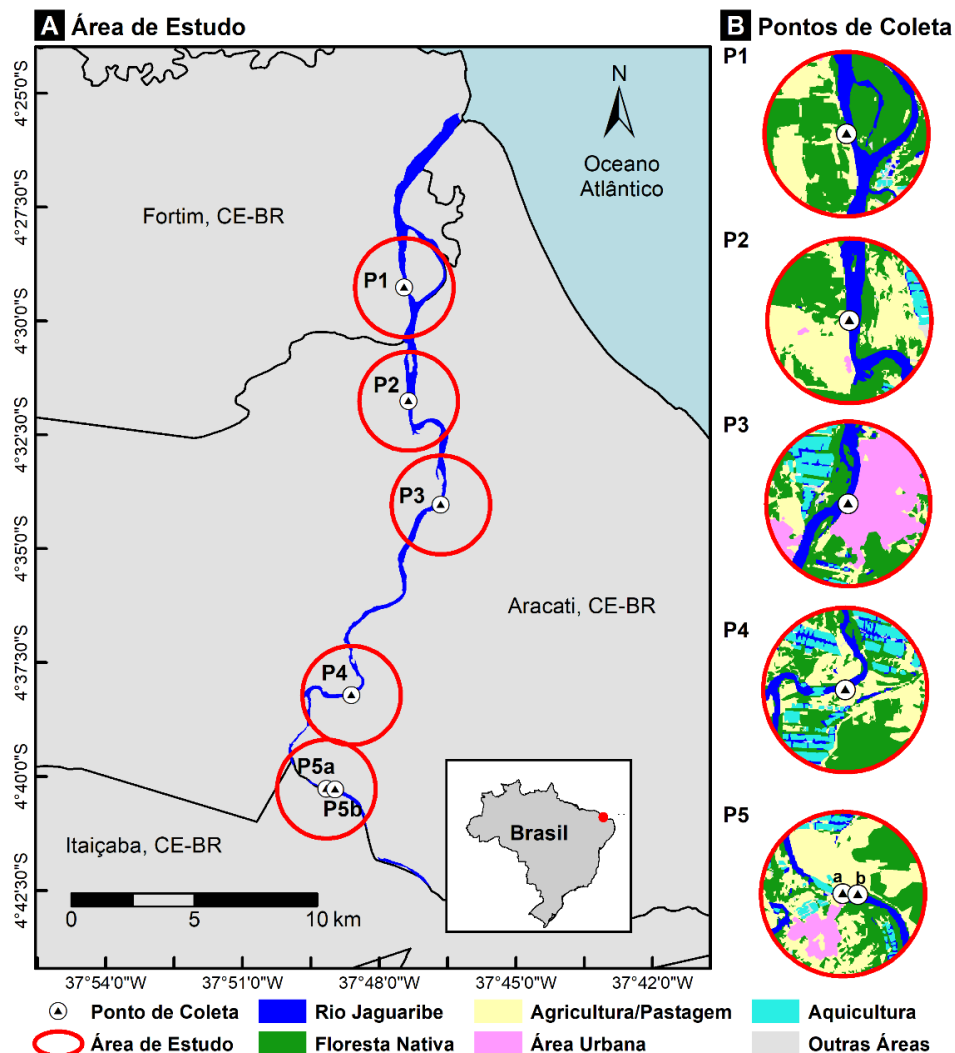 A Área de Estudo
B Pontos de Coleta
4°25'0"S
4°27'30"S
4°30'0"S
4°32'30"S
4°35'0"S
4°37'30"S
4°40'0"S
4°42'30"S
N
Oceano
Atlântico
Fortim, CE-BR
P1
P2
P3
Aracati, CE-BR
P4
P5a
P5b
Itaiçaba, CE-BR
Brasil
0 5 10 km
37°54'0"W 37°51'0"W 37°48'0"W 37°45'0"W 37°42'0"W
P1
P2
P3
P4
P5
a b
Ponto de Coleta Rio Jaguaribe Agricultura/Pastagem Aquicultura
Área de Estudo Floresta Nativa Área Urbana Outras Áreas